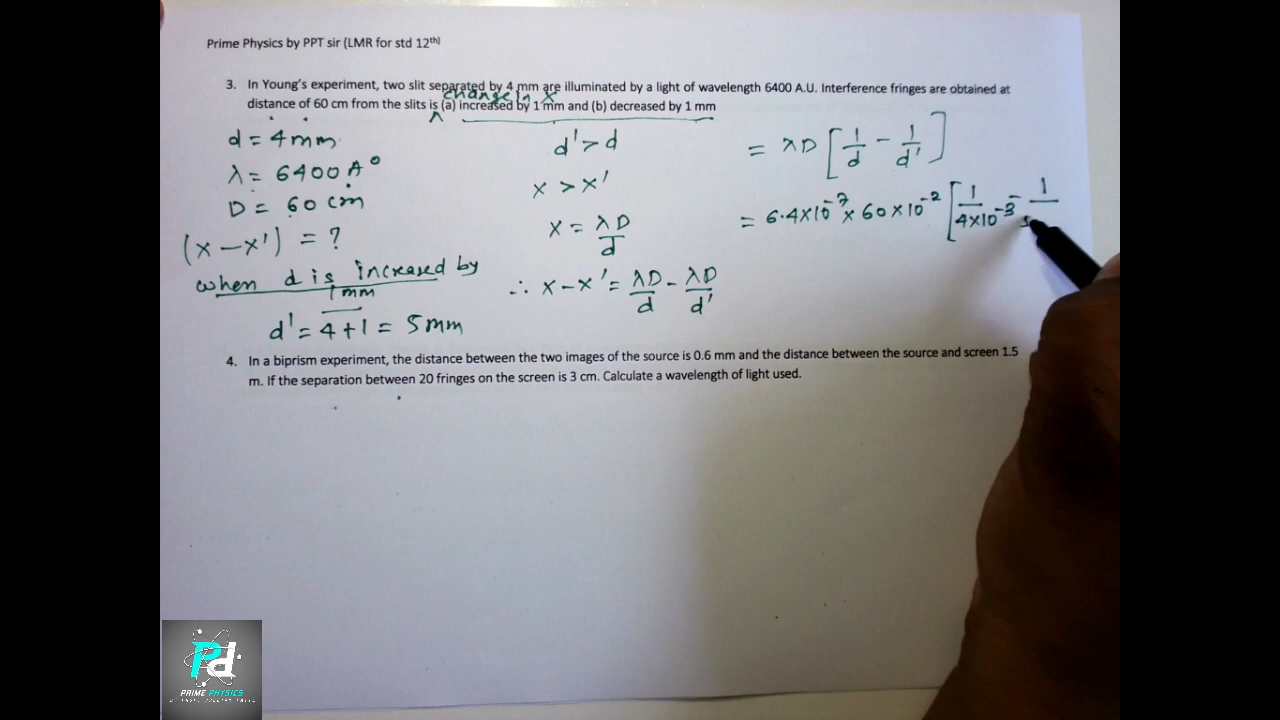 Prime Physics by PPT sir (LMR for std 12th)
3. In Young's experiment, two slit separated by 4 mm are illuminated by a light of wavelength 6400 A.U. Interference fringes are obtained at
change in x
distance of 60 cm from the slits is (a) increased by 1 mm and (b) decreased by 1 mm
d = 4mm.
λ = 6400 A°
D = 60 cm
(x-x') = ?
when d is increased by
1mm
d' = 4+1 = 5mm
d' > d
x > x'
x = λD/d
∴ x-x' = λD/d - λD/d'
= λD [1/d - 1/d']
= 6.4×10⁻⁷ × 60×10⁻² [1/4×10⁻³ - 1/5
4. In a biprism experiment, the distance between the two images of the source is 0.6 mm and the distance between the source and screen 1.5
m. If the separation between 20 fringes on the screen is 3 cm. Calculate a wavelength of light used.
Pd
PRIME PHYSICS